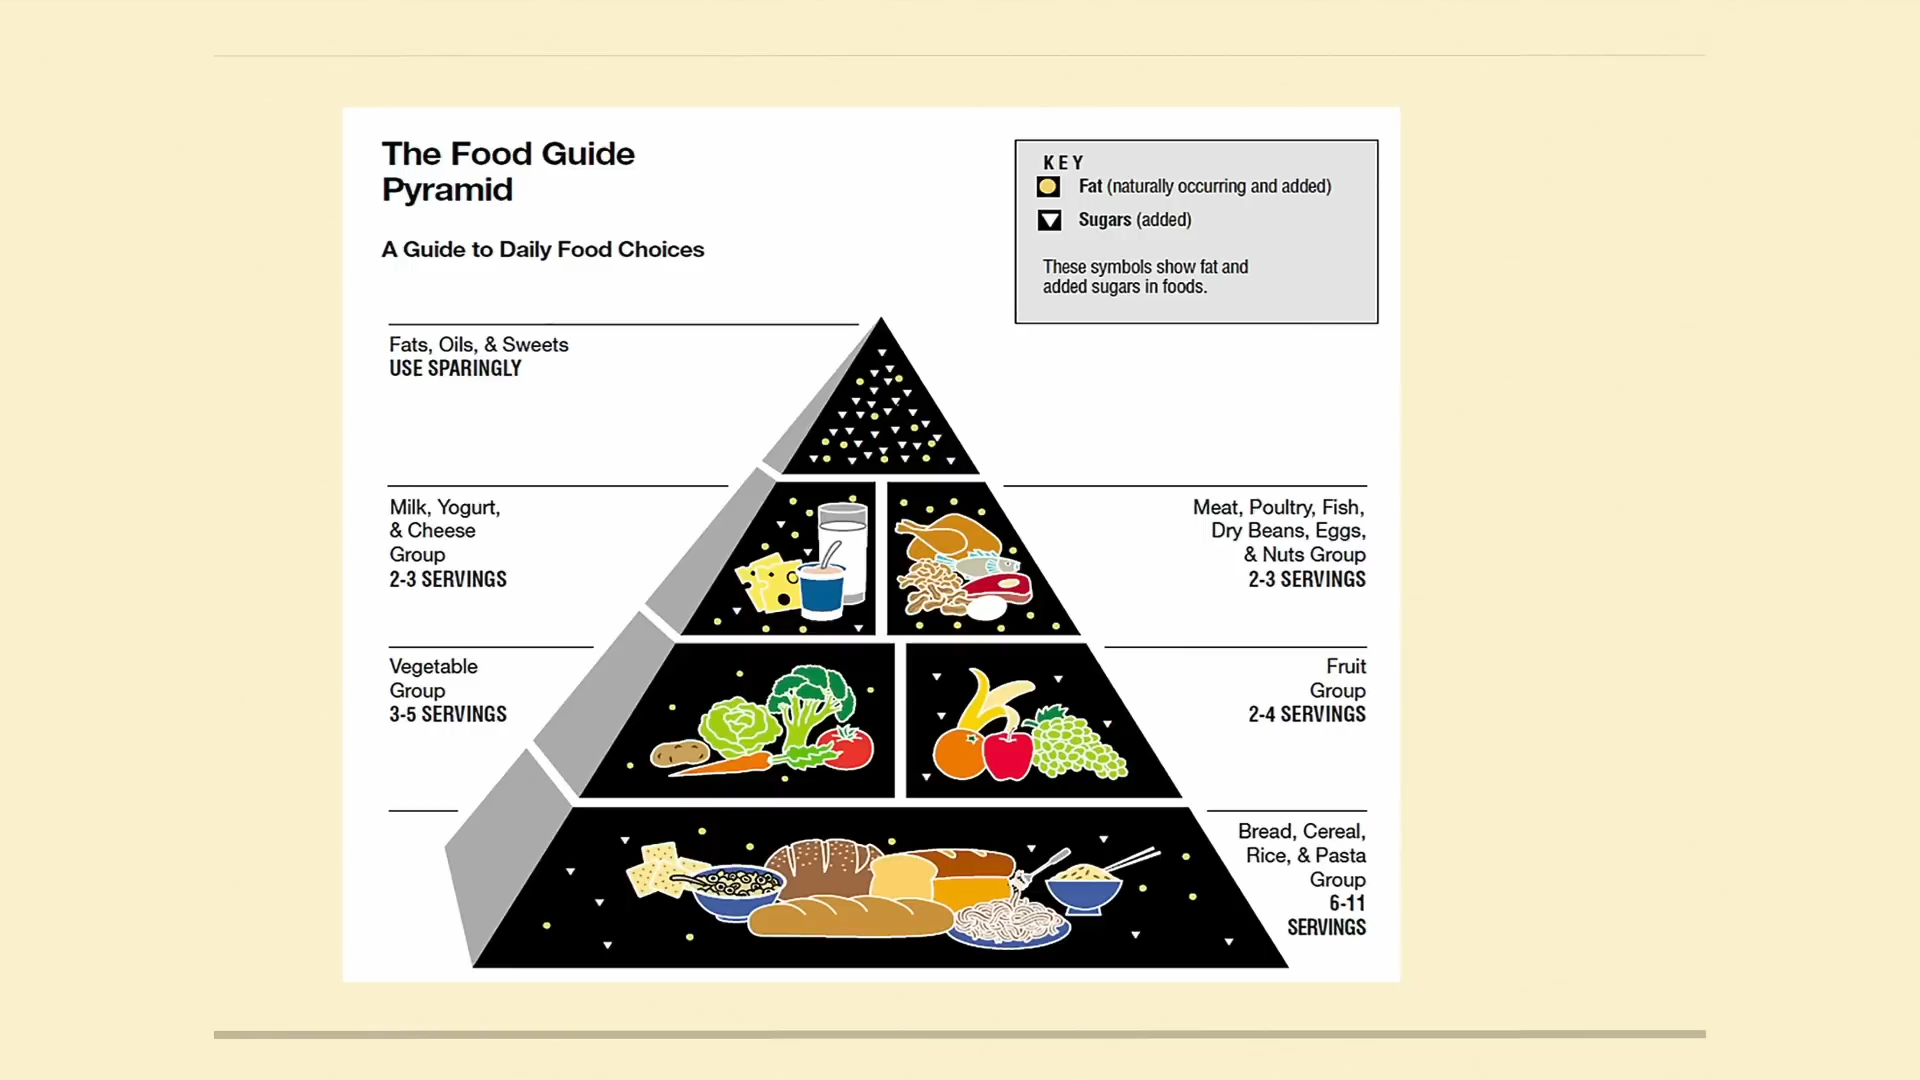 The Food Guide
Pyramid
A Guide to Daily Food Choices
KEY
Fat (naturally occurring and added)
Sugars (added)
These symbols show fat and
added sugars in foods.
Fats, Oils, & Sweets
USE SPARINGLY
Milk, Yogurt,
& Cheese
Group
2-3 SERVINGS
Meat, Poultry, Fish,
Dry Beans, Eggs,
& Nuts Group
2-3 SERVINGS
Vegetable
Group
3-5 SERVINGS
Fruit
Group
2-4 SERVINGS
Bread, Cereal,
Rice, & Pasta
Group
6-11
SERVINGS